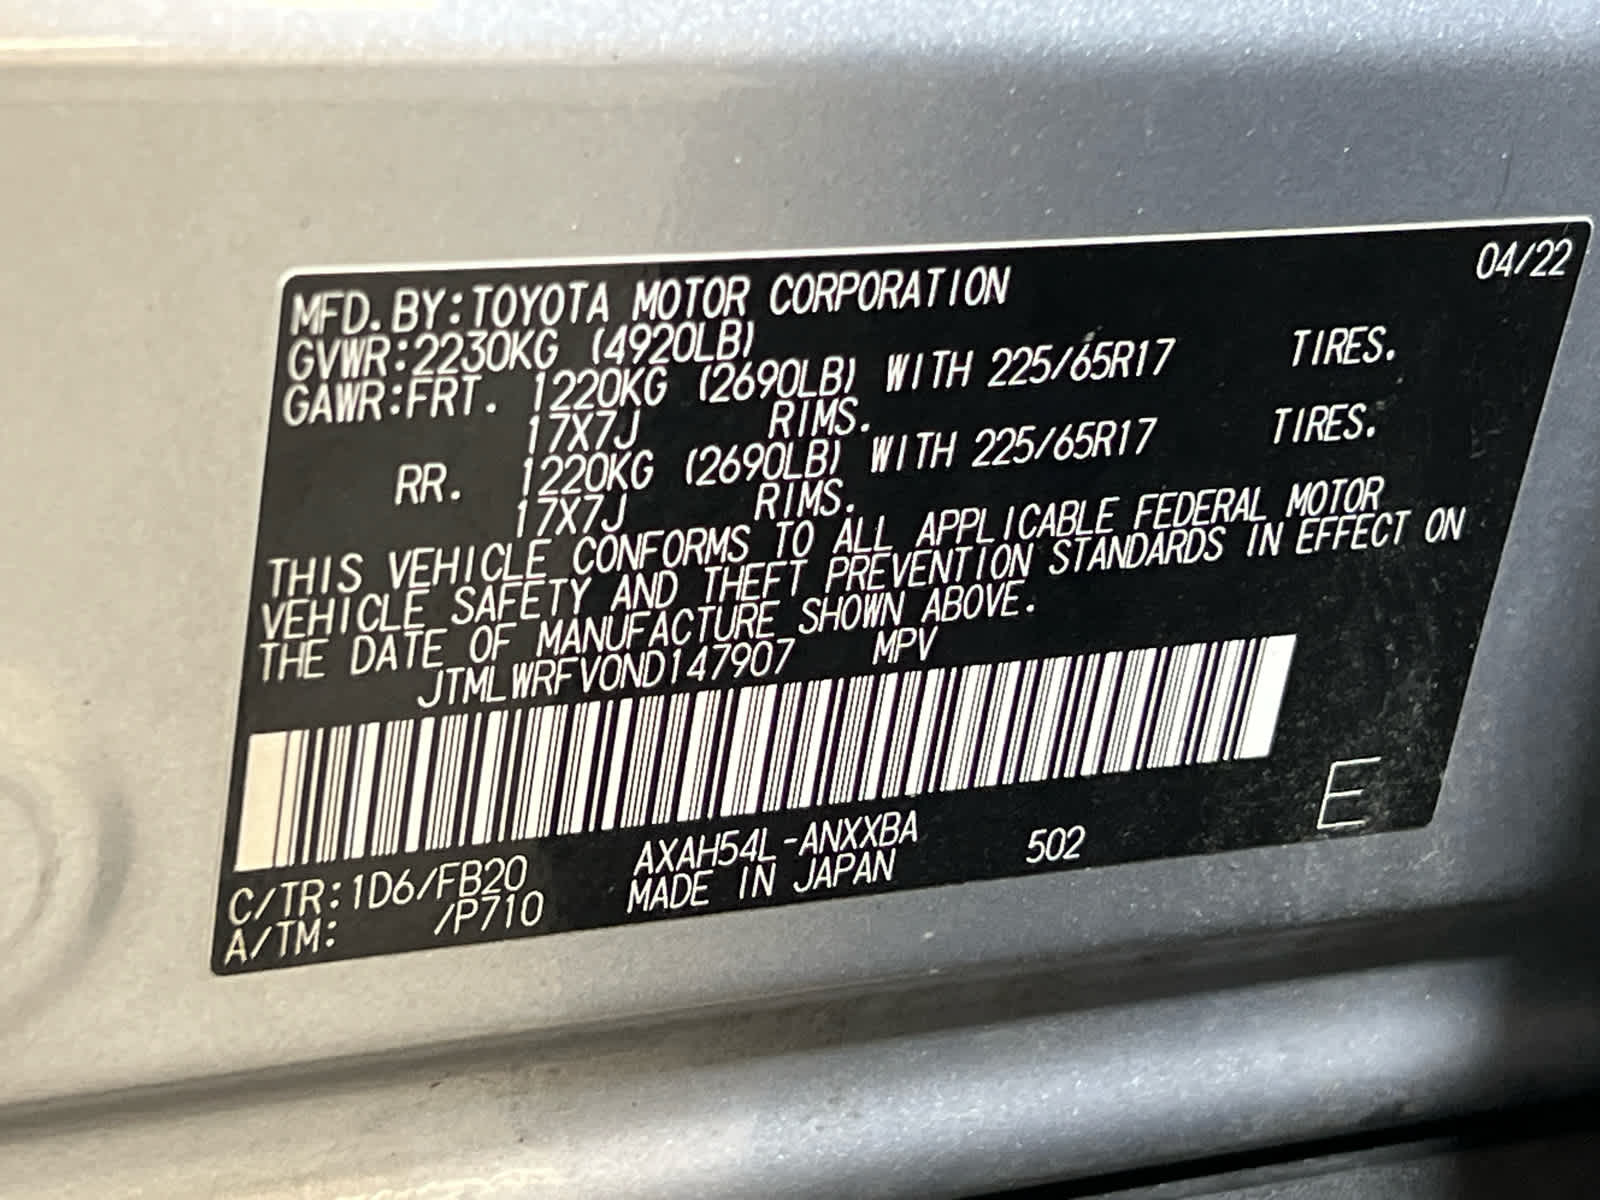 04/22
MFD. BY: TOYOTA MOTOR CORPORATION
GVWR: 2230KG (4920LB)
GAWR: FRT. 1220KG (2690LB) WITH 225/65R17 TIRES.
17X7J RIMS.
RR. 1220KG (2690LB) WITH 225/65R17 TIRES.
17X7J RIMS.
THIS VEHICLE CONFORMS TO ALL APPLICABLE FEDERAL MOTOR
VEHICLE SAFETY AND THEFT PREVENTION STANDARDS IN EFFECT ON
THE DATE OF MANUFACTURE SHOWN ABOVE.
JTMLWRFV0ND147907 MPV
E
C/TR: 1D6/FB20 AXAH54L-ANXXBA 502
A/TM: /P710 MADE IN JAPAN